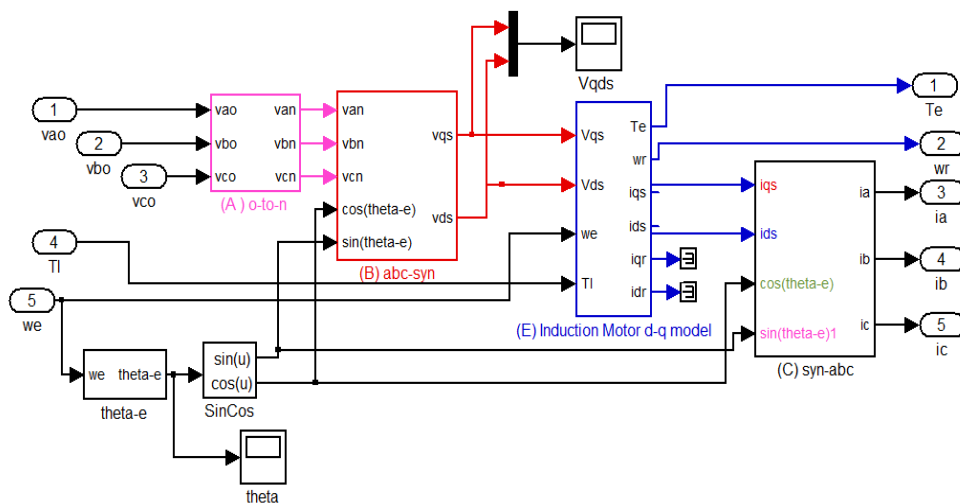 1
vao
2
vbo
3
vco
4
Tl
5
we
vao
vbo
vco
van
vbn
vcn
(A ) o-to-n
van
vbn
vcn
cos(theta-e)
sin(theta-e)
vqs
vds
(B) abc-syn
Vqds
Vqs
Vds
we
Tl
Te
wr
iqs
ids
iqr
idr
(E) Induction Motor d-q model
iqs
ids
cos(theta-e)
sin(theta-e)1
ia
ib
ic
(C) syn-abc
1
Te
2
wr
3
ia
4
ib
5
ic
we theta-e
theta-e
sin(u)
cos(u)
SinCos
theta